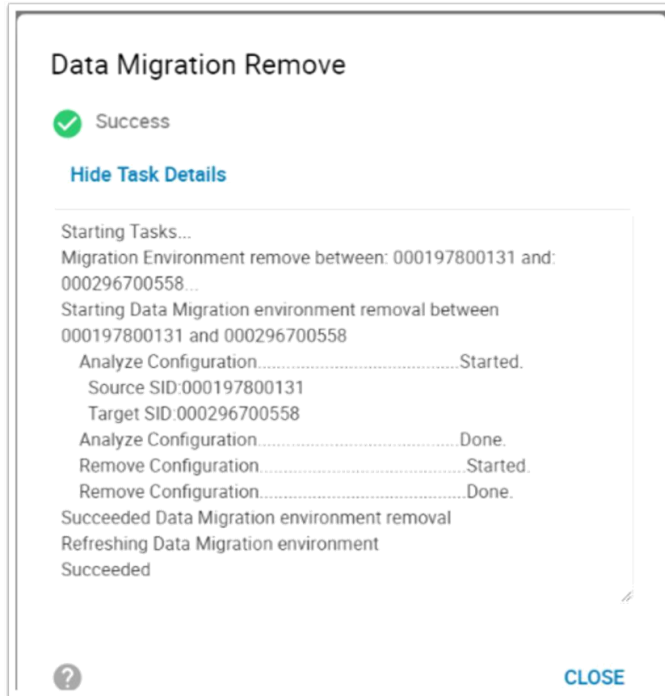 Data Migration Remove
Success
Hide Task Details
Starting Tasks...
Migration Environment remove between: 000197800131 and:
000296700558...
Starting Data Migration environment removal between
000197800131 and 000296700558
Analyze Configuration..................................................Started.
Source SID:000197800131
Target SID:000296700558
Analyze Configuration..................................................Done.
Remove Configuration...................................................Started.
Remove Configuration...................................................Done.
Succeeded Data Migration environment removal
Refreshing Data Migration environment
Succeeded
?
CLOSE